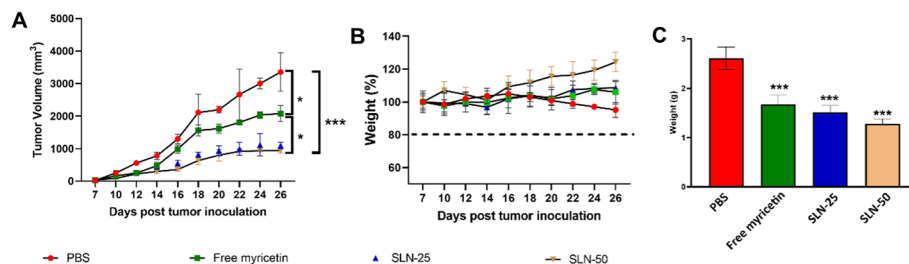 A
Tumor Volume (mm³)
5000
4000
3000
2000
1000
0
7 10 12 14 16 18 20 22 24 26
Days post tumor inoculation
*
*
***
B
Weight (%)
140
120
100
80
60
7 10 12 14 16 18 20 22 24 26
Days post tumor inoculation
C
Weight (g)
3
2
1
0
***
***
***
PBS
Free myricetin
SLN-25
SLN-50
PBS Free myricetin SLN-25 SLN-50